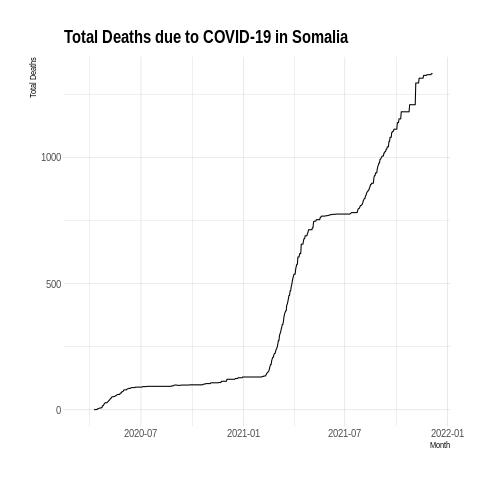 Total Deaths due to COVID-19 in Somalia
Total Deaths
1000
500
0
2020-07 2021-01 2021-07 2022-01
Month